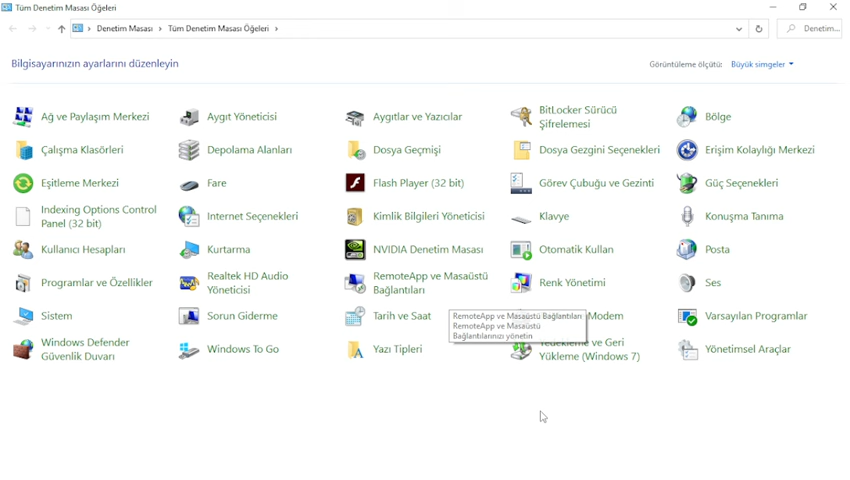 Tüm Denetim Masası Öğeleri
Denetim Masası › Tüm Denetim Masası Öğeleri ›
Denetim...
Bilgisayarınızın ayarlarını düzenleyin
Görüntüleme ölçütü: Büyük simgeler
Ağ ve Paylaşım Merkezi
Aygıt Yöneticisi
Aygıtlar ve Yazıcılar
BitLocker Sürücü
Şifrelemesi
Bölge
Çalışma Klasörleri
Depolama Alanları
Dosya Geçmişi
Dosya Gezgini Seçenekleri
Erişim Kolaylığı Merkezi
Eşitleme Merkezi
Fare
Flash Player (32 bit)
Görev Çubuğu ve Gezinti
Güç Seçenekleri
Indexing Options Control
Panel (32 bit)
Internet Seçenekleri
Kimlik Bilgileri Yöneticisi
Klavye
Konuşma Tanıma
Kullanıcı Hesapları
Kurtarma
NVIDIA Denetim Masası
Otomatik Kullan
Posta
Programlar ve Özellikler
Realtek HD Audio
Yöneticisi
RemoteApp ve Masaüstü
Bağlantıları
Renk Yönetimi
Ses
Sistem
Sorun Giderme
Tarih ve Saat
RemoteApp ve Masaüstü Bağlantıları
RemoteApp ve Masaüstü
Bağlantılarınızı yönetin
Modem
Varsayılan Programlar
Windows Defender
Güvenlik Duvarı
Windows To Go
Yazı Tipleri
Yedekleme ve Geri
Yükleme (Windows 7)
Yönetimsel Araçlar